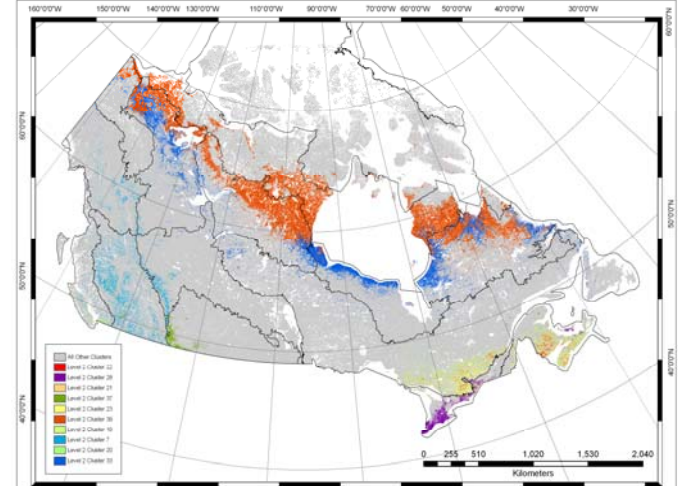 160°0'0"W 150°0'0"W 140°0'0"W 130°0'0"W 110°0'0"W 90°0'0"W 70°0'0"W 60°0'0"W 50°0'0"W 40°0'0"W 30°0'0"W
60°0'0"N
60°0'0"N
50°0'0"N
50°0'0"N
40°0'0"N
40°0'0"N
All Other Clusters
Level 2 Cluster 22
Level 2 Cluster 28
Level 2 Cluster 21
Level 2 Cluster 37
Level 2 Cluster 23
Level 2 Cluster
Level 2 Cluster
Level 2 Cluster 7
Level 2 Cluster 20
Level 2 Cluster 33
0 255 510 1,020 1,530 2,040
Kilometers